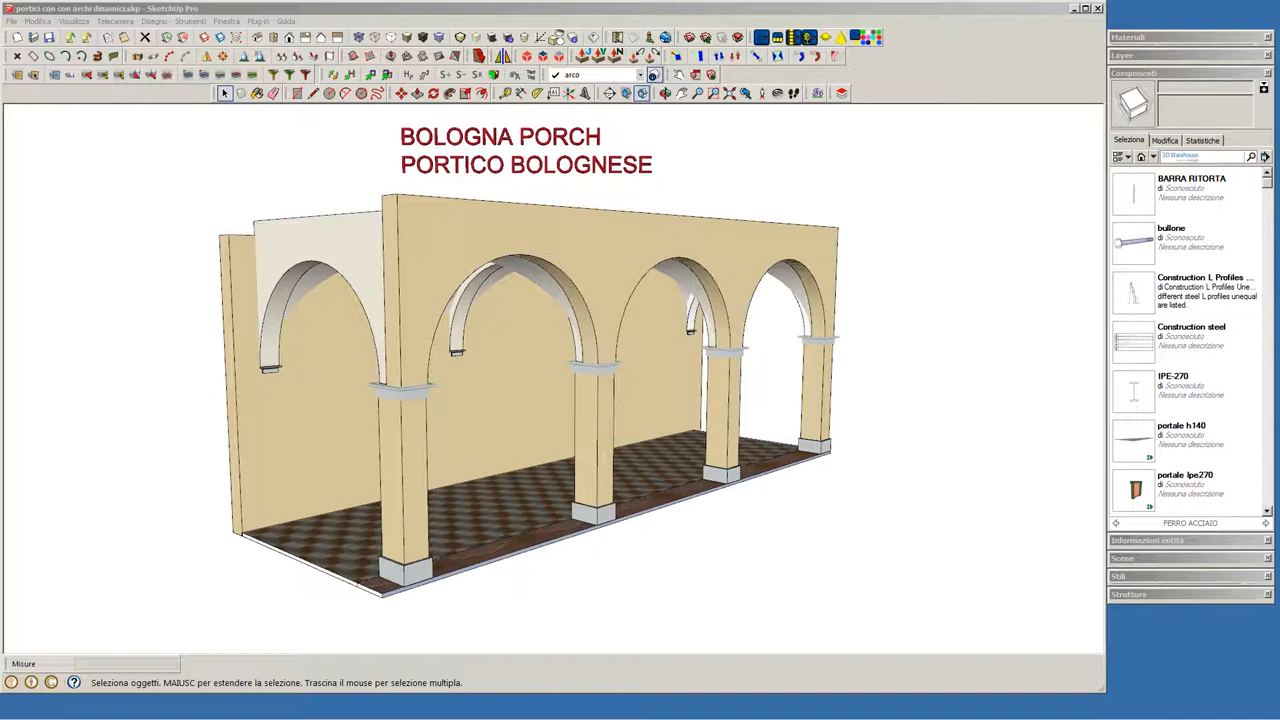 portici con con archi dinamici.skp - SketchUp Pro
File Modifica Visualizza Telecamera Disegno Strumenti Finestra Plug-in Guida
arco
BOLOGNA PORCH
PORTICO BOLOGNESE
Materiali
Layer
Componenti
Seleziona Modifica Statistiche
3D Warehouse
BARRA RITORTA
di Sconosciuto
Nessuna descrizione
bullone
di Sconosciuto
Nessuna descrizione
Construction L Profiles ...
di Construction L Profiles Une...
different steel L profiles unequal
are listed.
Construction steel
di Sconosciuto
Nessuna descrizione
IPE-270
di Sconosciuto
Nessuna descrizione
portale h140
di Sconosciuto
Nessuna descrizione
portale Ipe270
di Sconosciuto
Nessuna descrizione
FERRO ACCIAIO
Informazioni entità
Scene
Stili
Struttura
Misure
Seleziona oggetti. MAIUSC per estendere la selezione. Trascina il mouse per selezione multipla.